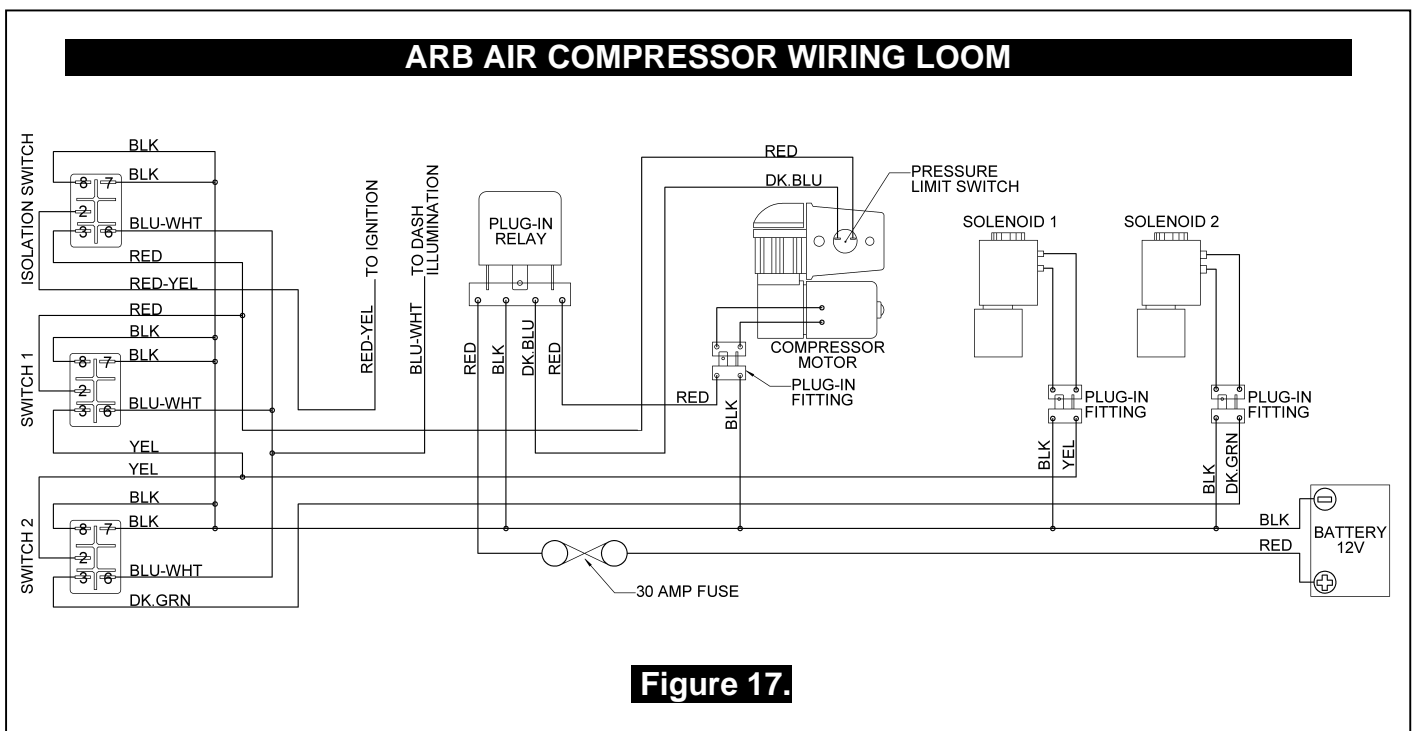 ARB AIR COMPRESSOR WIRING LOOM
ISOLATION SWITCH
BLK
8 7
BLK
2
3 6
BLU-WHT
RED
RED-YEL
SWITCH 1
RED
BLK
8 7
BLK
2
3 6
BLU-WHT
YEL
SWITCH 2
YEL
BLK
8 7
BLK
2
3 6
BLU-WHT
DK.GRN
TO IGNITION
RED-YEL
TO DASH
ILLUMINATION
BLU-WHT
PLUG-IN
RELAY
RED
BLK
DK.BLU
RED
RED
DK.BLU
PRESSURE
LIMIT SWITCH
COMPRESSOR
MOTOR
PLUG-IN
FITTING
RED
BLK
SOLENOID 1
PLUG-IN
FITTING
BLK
YEL
SOLENOID 2
PLUG-IN
FITTING
BLK
DK.GRN
BLK
RED
BATTERY
12V
30 AMP FUSE
Figure 17.